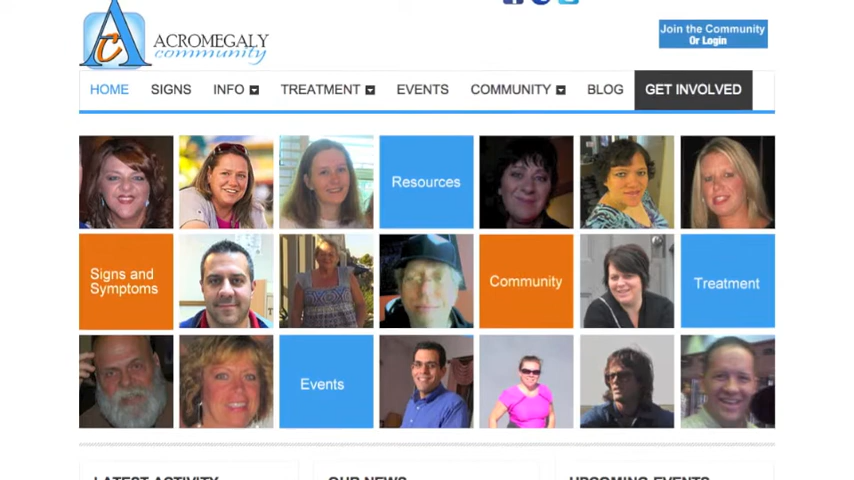 ACROMEGALY
community
Join the Community
Or Login
HOME SIGNS INFO TREATMENT EVENTS COMMUNITY BLOG GET INVOLVED
Resources
Signs and
Symptoms
Community
Treatment
Events
LATEST ACTIVITY
OUR NEWS
UPCOMING EVENTS